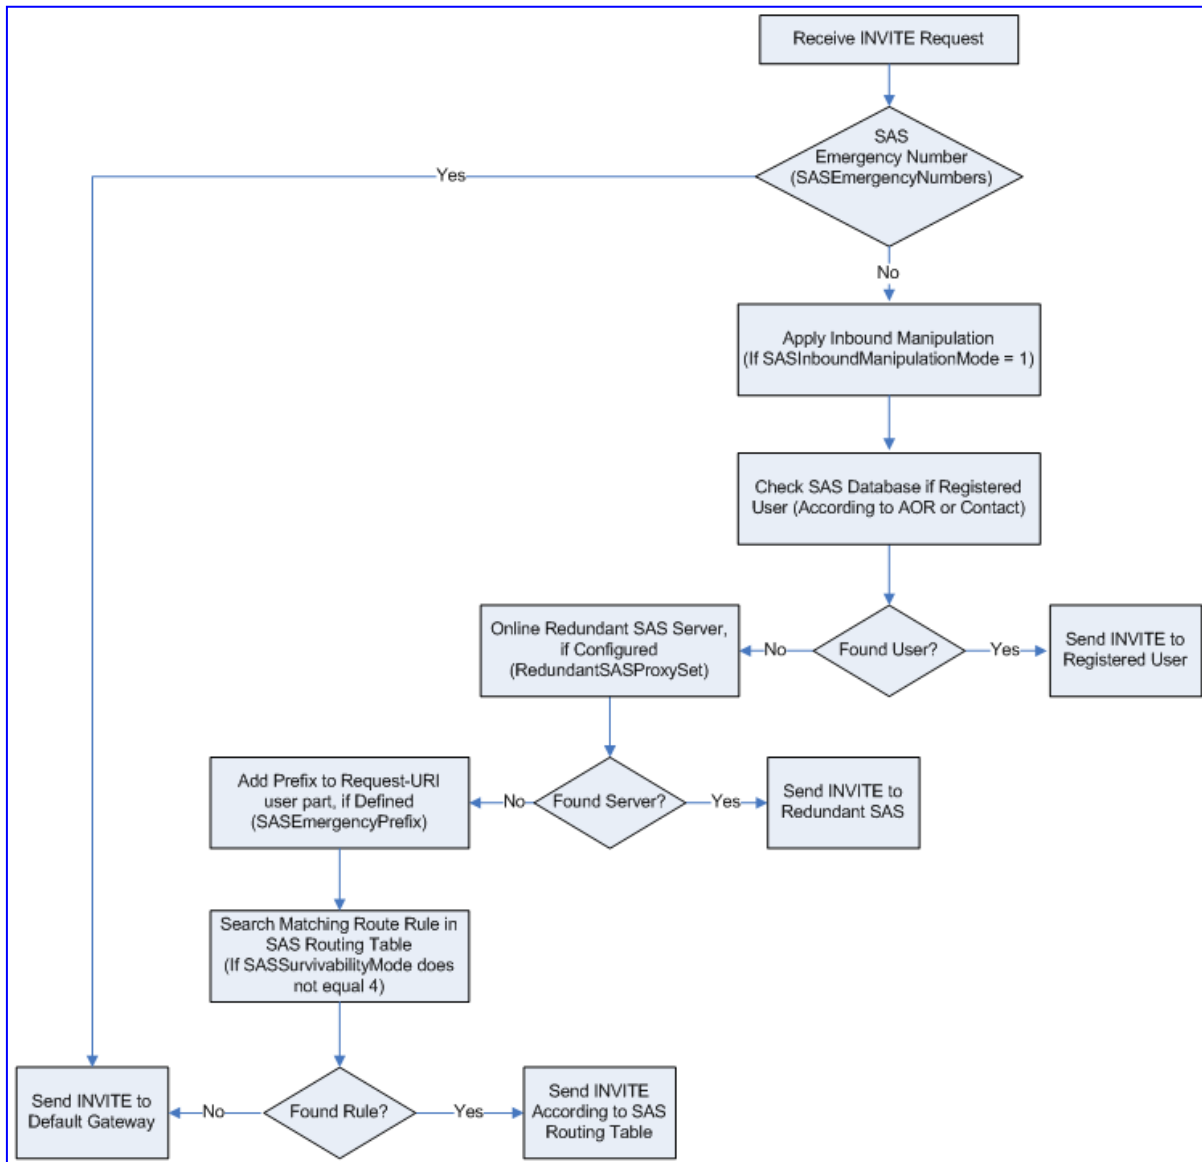 Receive INVITE Request
SAS
Emergency Number
(SASEmergencyNumbers)
Yes
No
Apply Inbound Manipulation
(If SASInboundManipulationMode = 1)
Check SAS Database if Registered
User (According to AOR or Contact)
Online Redundant SAS Server,
if Configured
(RedundantSASProxySet)
No
Found User?
Yes
Send INVITE to
Registered User
Add Prefix to Request-URI
user part, if Defined
(SASEmergencyPrefix)
No
Found Server?
Yes
Send INVITE to
Redundant SAS
Search Matching Route Rule in
SAS Routing Table
(If SASSurvivabilityMode does
not equal 4)
Send INVITE to
Default Gateway
No
Found Rule?
Yes
Send INVITE
According to SAS
Routing Table